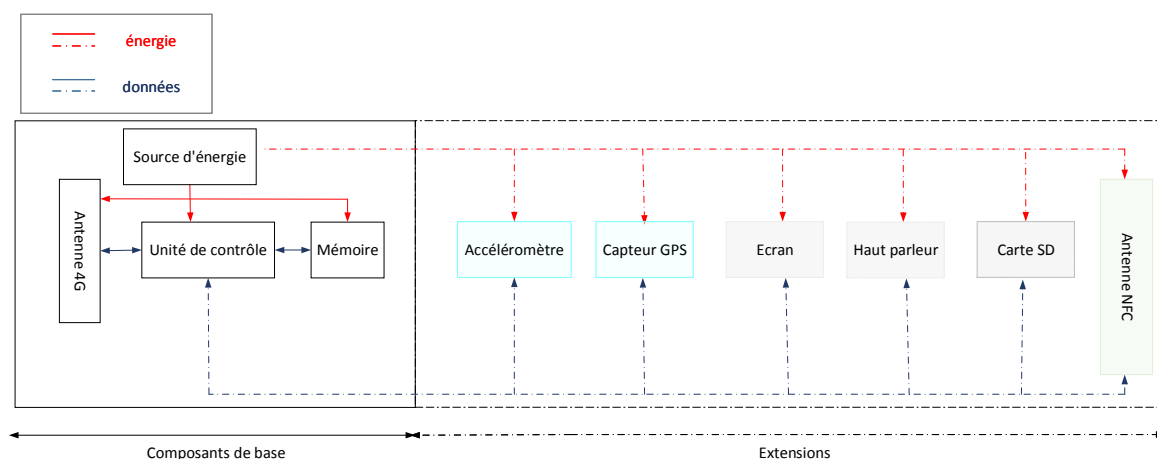 énergie
données
Source d'énergie
Antenne 4G
Unité de contrôle
Mémoire
Accéléromètre
Capteur GPS
Ecran
Haut parleur
Carte SD
Antenne NFC
Composants de base
Extensions